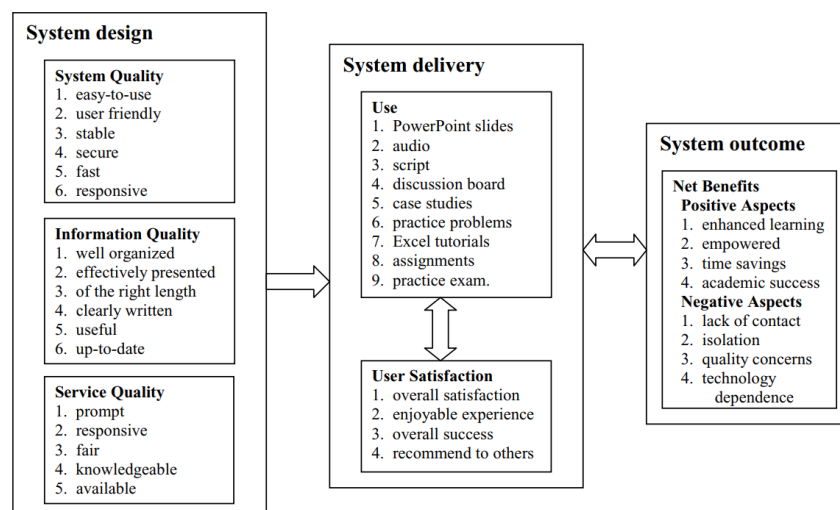 System design
System Quality
1. easy-to-use
2. user friendly
3. stable
4. secure
5. fast
6. responsive
Information Quality
1. well organized
2. effectively presented
3. of the right length
4. clearly written
5. useful
6. up-to-date
Service Quality
1. prompt
2. responsive
3. fair
4. knowledgeable
5. available
System delivery
Use
1. PowerPoint slides
2. audio
3. script
4. discussion board
5. case studies
6. practice problems
7. Excel tutorials
8. assignments
9. practice exam.
User Satisfaction
1. overall satisfaction
2. enjoyable experience
3. overall success
4. recommend to others
System outcome
Net Benefits
Positive Aspects
1. enhanced learning
2. empowered
3. time savings
4. academic success
Negative Aspects
1. lack of contact
2. isolation
3. quality concerns
4. technology
dependence